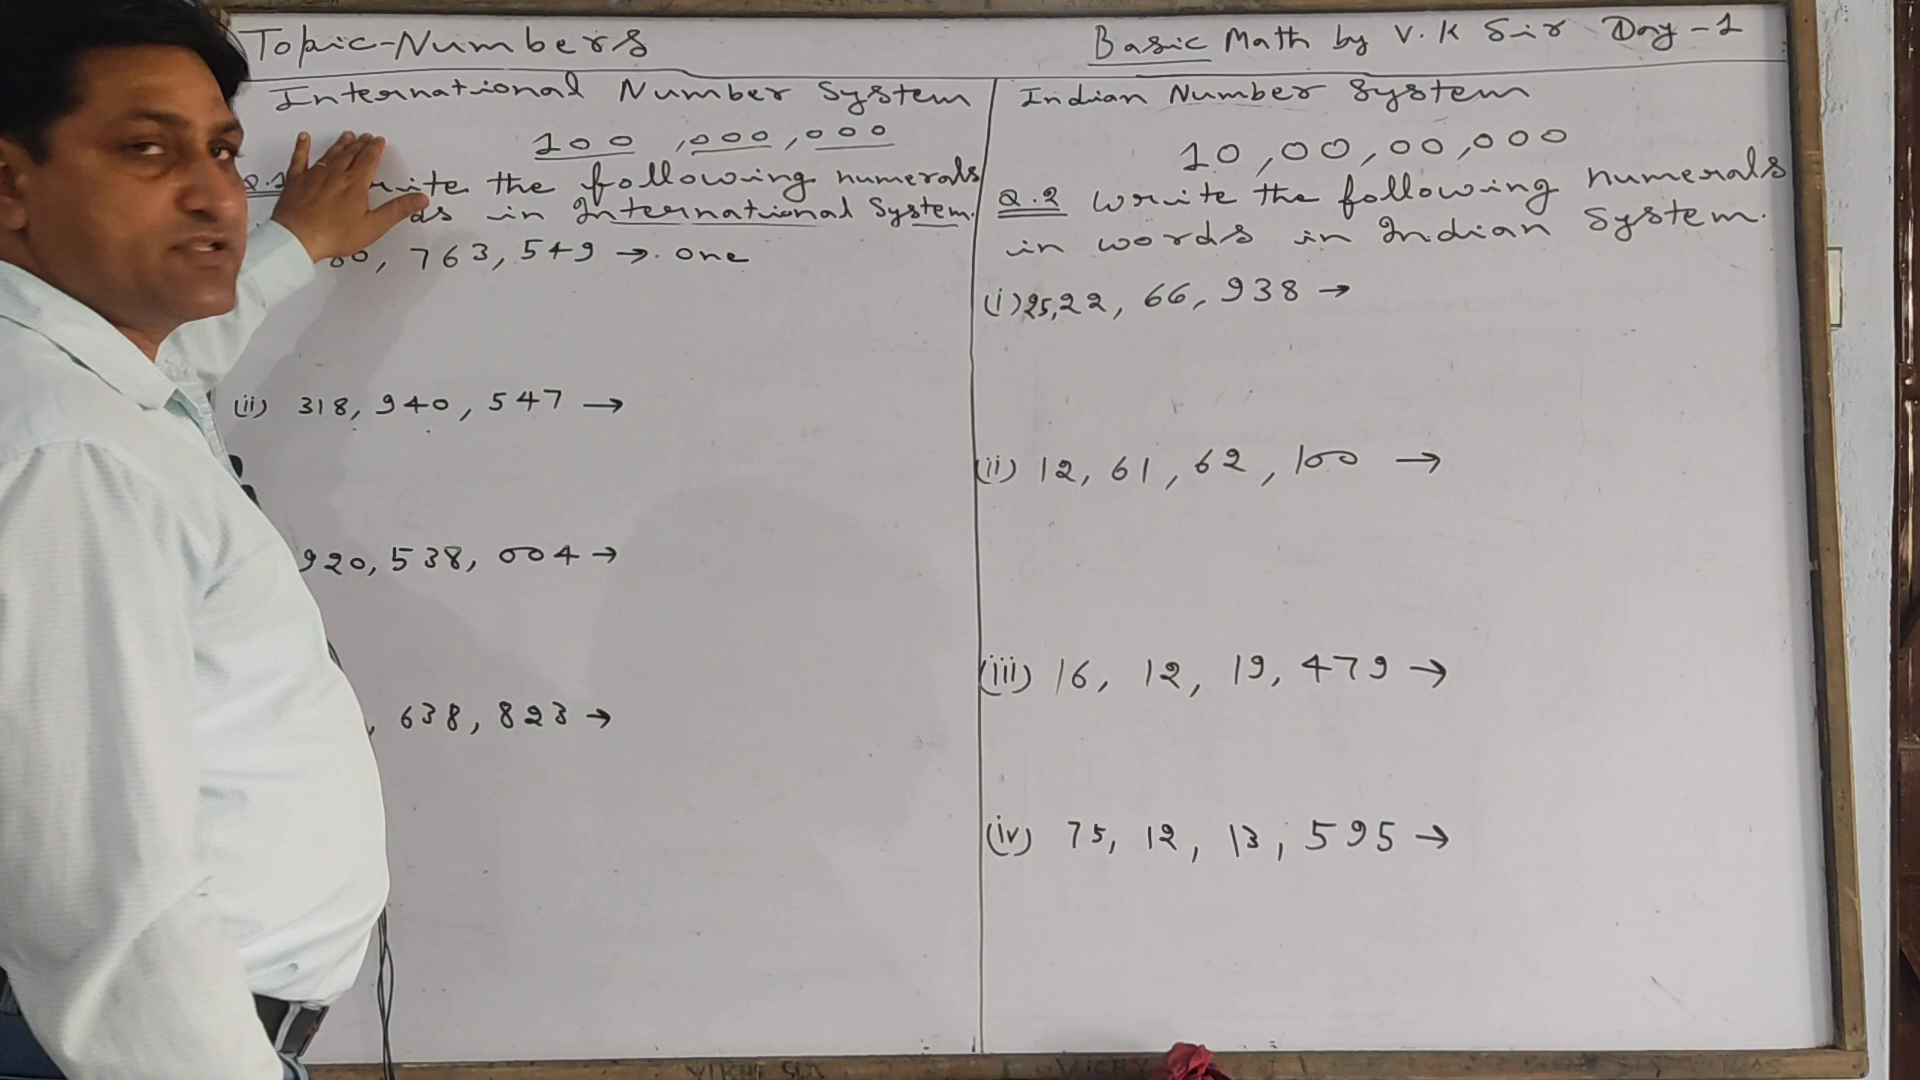 Topic-Numbers
Basic Math by V.K Sir Day-1
International Number System
100,000,000
Q.1 write the following numerals
in International System.
763,549 → one
(ii) 318,940,547 →
920,538,004 →
, 638,823 →
Indian Number System
10,00,00,000
Q.2 write the following numerals
in words in Indian System.
(i) 25,22,66,938 →
(ii) 12,61,62,100 →
(iii) 16,12,19,479 →
(iv) 75,12,13,595 →